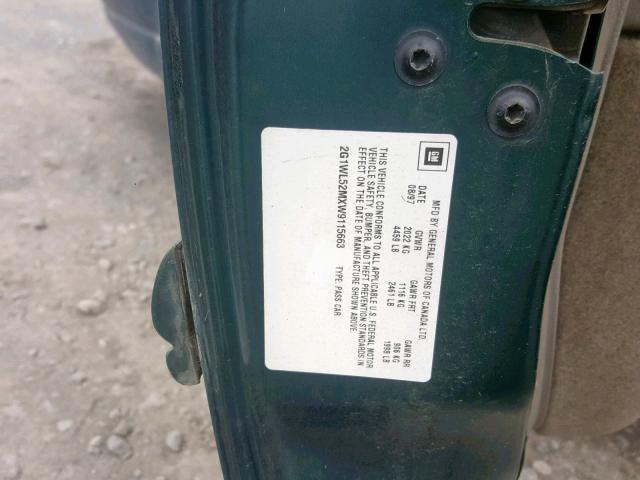 GM
MFD BY GENERAL MOTORS OF CANADA LTD.
DATE GVWR GAWR FRT GAWR RR
08/97 2022 KG 1116 KG 906 KG
4459 LB 2461 LB 1998 LB
THIS VEHICLE CONFORMS TO ALL APPLICABLE U.S. FEDERAL MOTOR
VEHICLE SAFETY, BUMPER, AND THEFT PREVENTION STANDARDS IN
EFFECT ON THE DATE OF MANUFACTURE SHOWN ABOVE.
2G1WL52MXW9115663 TYPE: PASS CAR